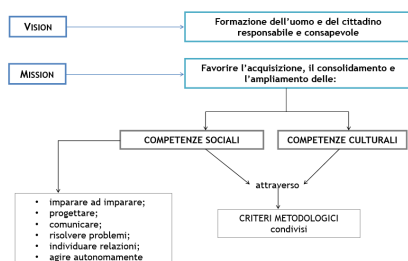 VISION
Formazione dell'uomo e del cittadino
responsabile e consapevole
MISSION
Favorire l'acquisizione, il consolidamento e
l'ampliamento delle:
COMPETENZE SOCIALI
COMPETENZE CULTURALI
attraverso
CRITERI METODOLOGICI
condivisi
• imparare ad imparare;
• progettare;
• comunicare;
• risolvere problemi;
• individuare relazioni;
• agire autonomamente